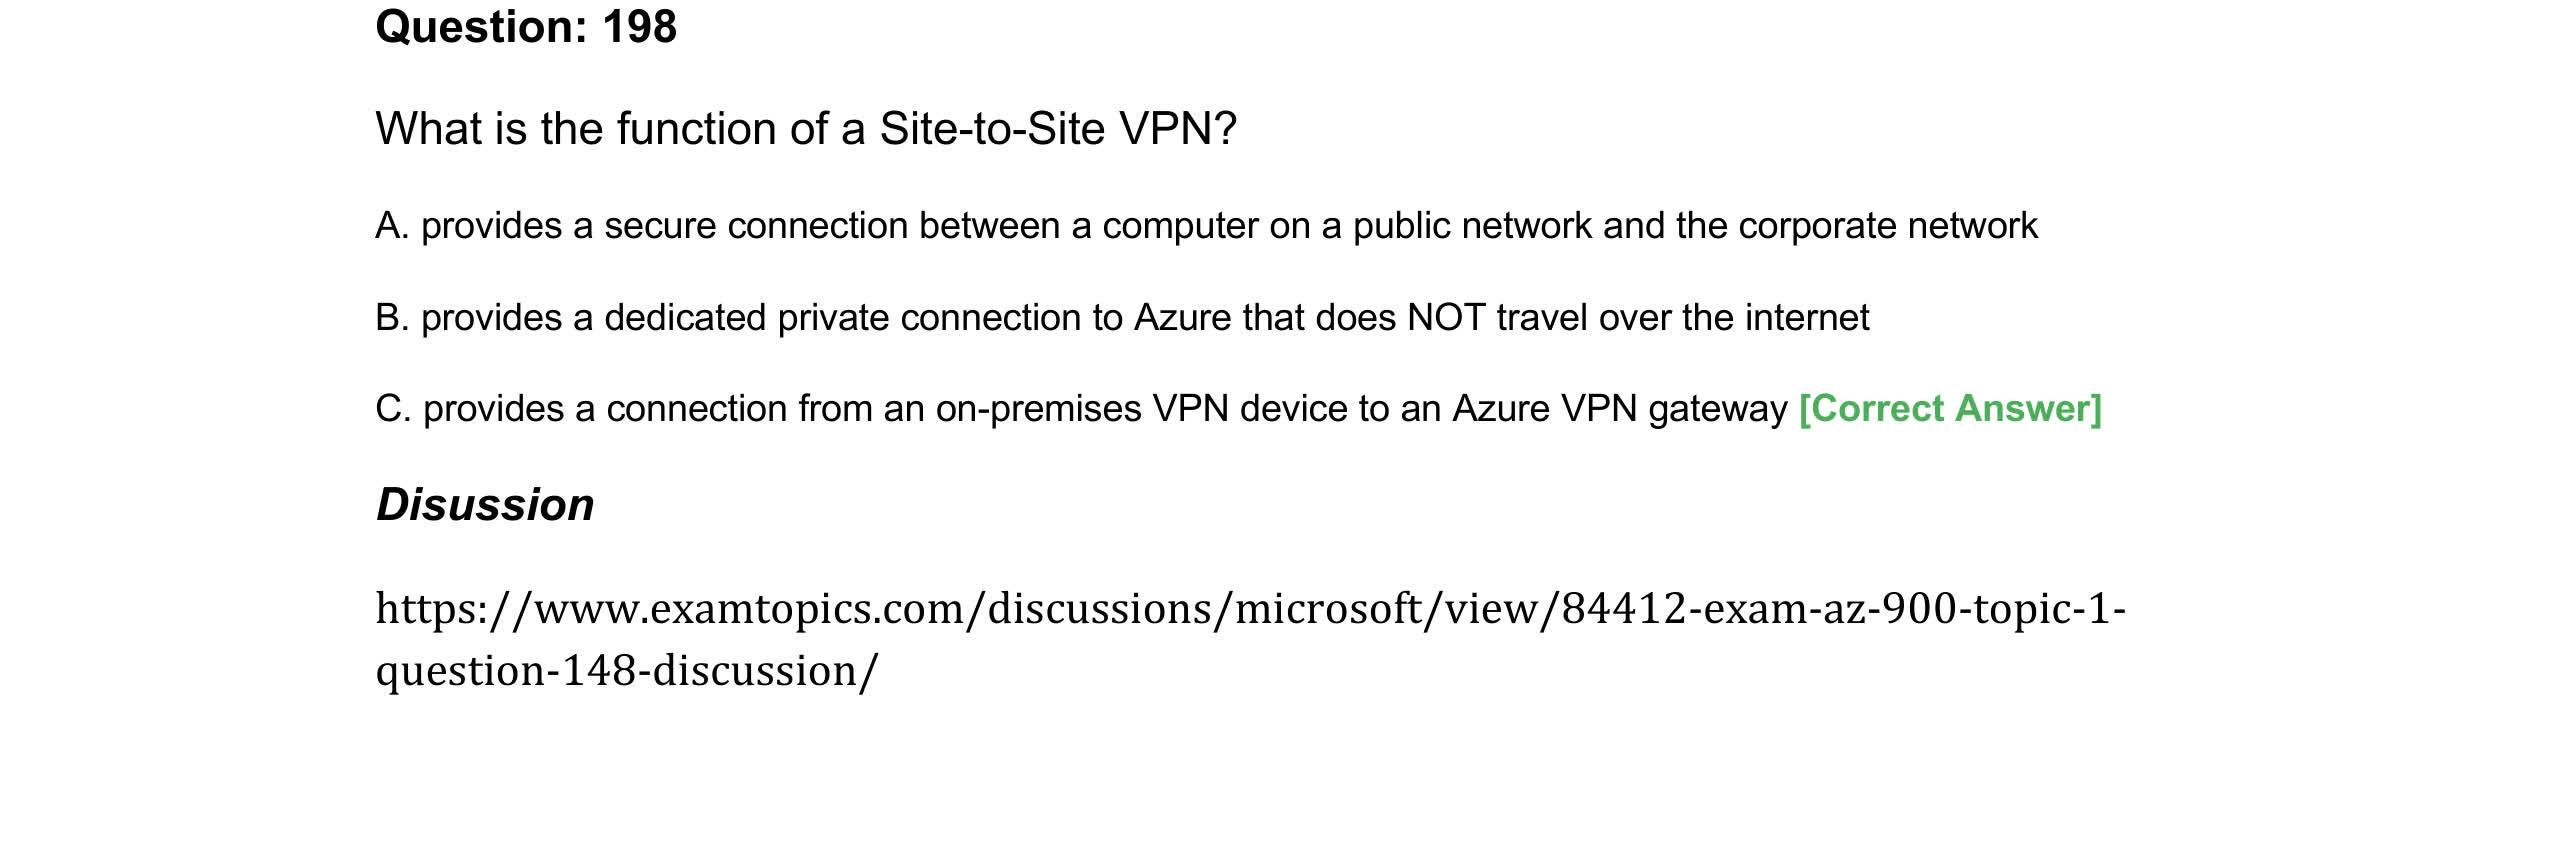 Question: 198
What is the function of a Site-to-Site VPN?
A. provides a secure connection between a computer on a public network and the corporate network
B. provides a dedicated private connection to Azure that does NOT travel over the internet
C. provides a connection from an on-premises VPN device to an Azure VPN gateway [Correct Answer]
Disussion
https://www.examtopics.com/discussions/microsoft/view/84412-exam-az-900-topic-1-
question-148-discussion/